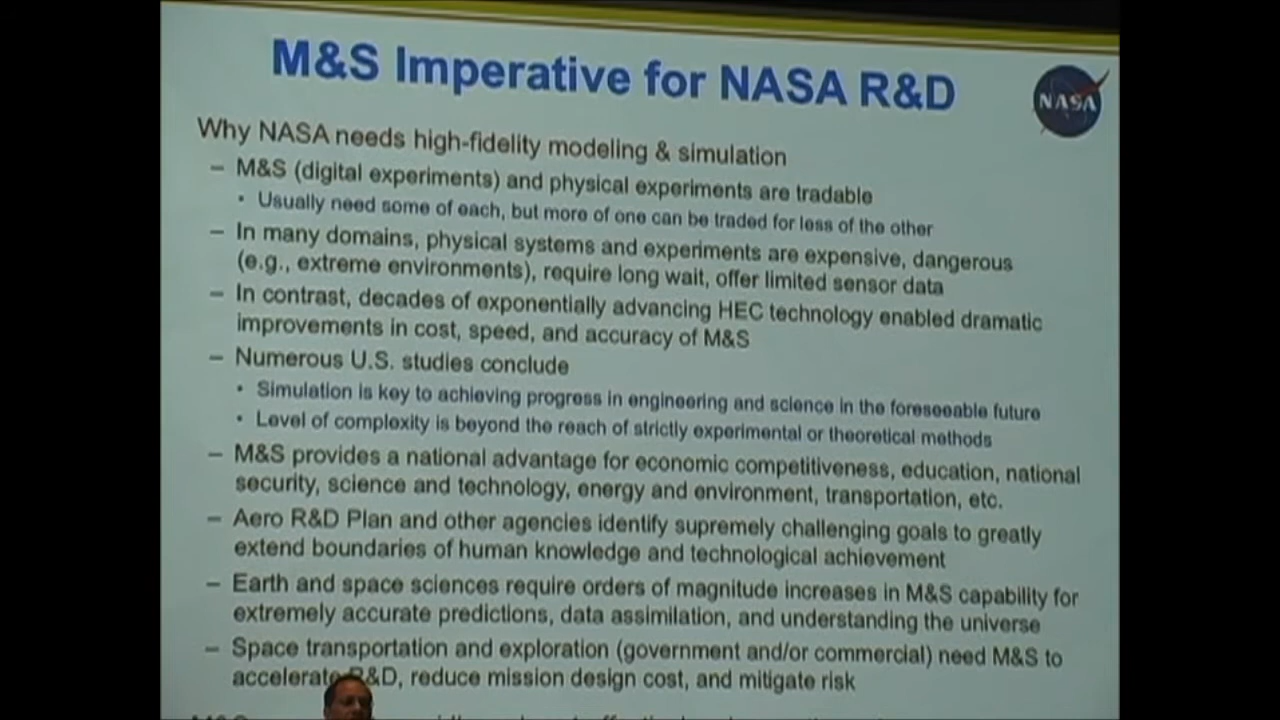 M&S Imperative for NASA R&D
NASA
Why NASA needs high-fidelity modeling & simulation
– M&S (digital experiments) and physical experiments are tradable
• Usually need some of each, but more of one can be traded for less of the other
– In many domains, physical systems and experiments are expensive, dangerous
(e.g., extreme environments), require long wait, offer limited sensor data
– In contrast, decades of exponentially advancing HEC technology enabled dramatic
improvements in cost, speed, and accuracy of M&S
– Numerous U.S. studies conclude
• Simulation is key to achieving progress in engineering and science in the foreseeable future
• Level of complexity is beyond the reach of strictly experimental or theoretical methods
– M&S provides a national advantage for economic competitiveness, education, national
security, science and technology, energy and environment, transportation, etc.
– Aero R&D Plan and other agencies identify supremely challenging goals to greatly
extend boundaries of human knowledge and technological achievement
– Earth and space sciences require orders of magnitude increases in M&S capability for
extremely accurate predictions, data assimilation, and understanding the universe
– Space transportation and exploration (government and/or commercial) need M&S to
accelerate R&D, reduce mission design cost, and mitigate risk